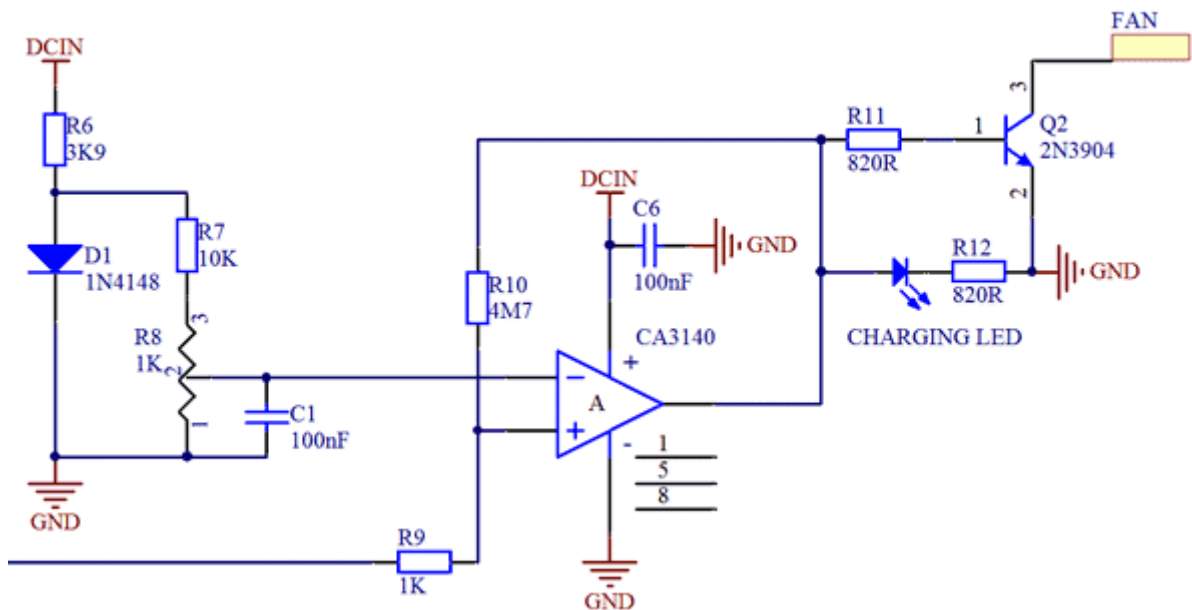 FAN
DCIN
3
R6
3K9
R11
820R
1
Q2
2N3904
DCIN
2
R7
10K
C6
100nF
GND
D1
1N4148
R10
4M7
R12
820R
GND
3
R8
1K
2
1
CHARGING LED
CA3140
+
−
A
+
-
C1
100nF
1
5
8
GND
R9
1K
GND